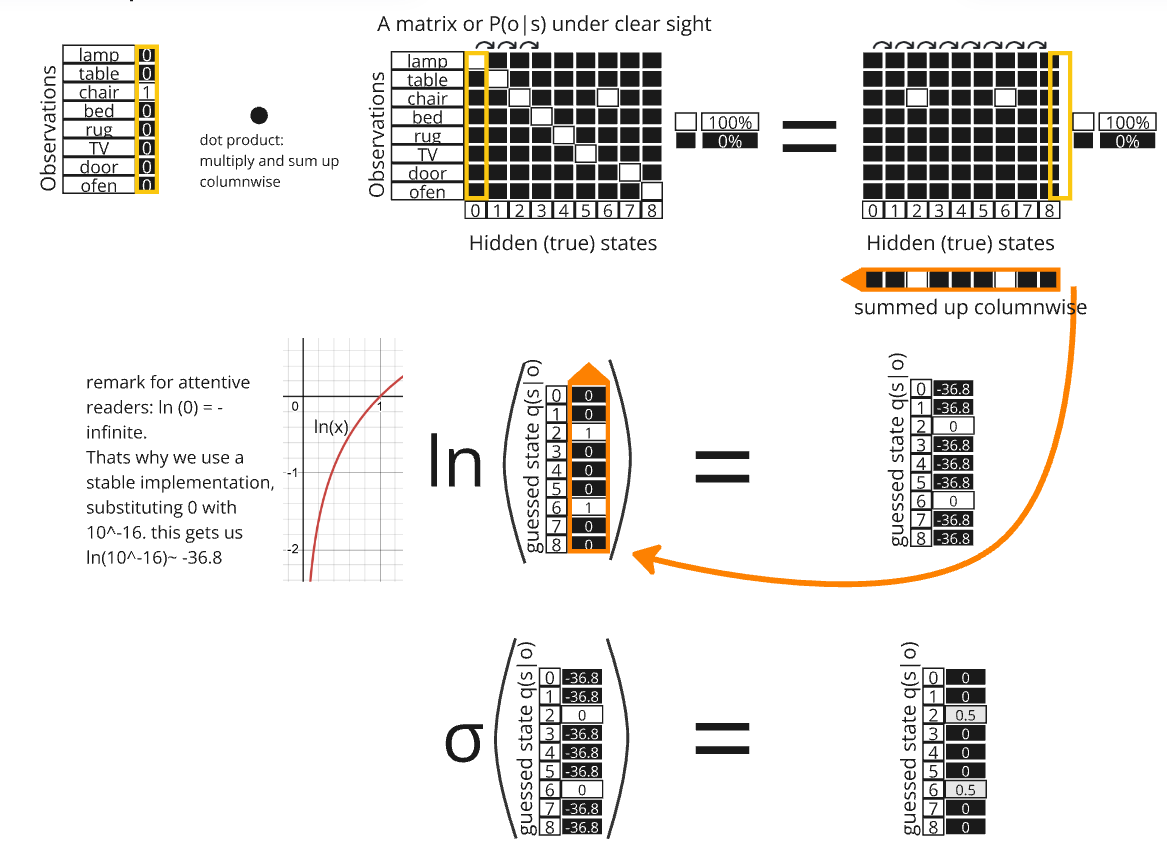 A matrix or P(o|s) under clear sight
Observations
lamp 0
table 0
chair 1
bed 0
rug 0
TV 0
door 0
ofen 0
dot product:
multiply and sum up
columnwise
Observations
lamp
table
chair
bed
rug
TV
door
ofen
0 1 2 3 4 5 6 7 8
Hidden (true) states
100%
0%
=
0 1 2 3 4 5 6 7 8
Hidden (true) states
100%
0%
summed up columnwise
remark for attentive
readers: ln (0) = -
infinite.
Thats why we use a
stable implementation,
substituting 0 with
10^-16. this gets us
ln(10^-16)~ -36.8
0
1
ln(x)
-1
-2
ln
guessed state q(s|o)
0 0
1 0
2 1
3 0
4 0
5 0
6 1
7 0
8 0
=
guessed state q(s|o)
0 -36.8
1 -36.8
2 0
3 -36.8
4 -36.8
5 -36.8
6 0
7 -36.8
8 -36.8
σ
guessed state q(s|o)
0 -36.8
1 -36.8
2 0
3 -36.8
4 -36.8
5 -36.8
6 0
7 -36.8
8 -36.8
=
guessed state q(s|o)
0 0
1 0
2 0.5
3 0
4 0
5 0
6 0.5
7 0
8 0